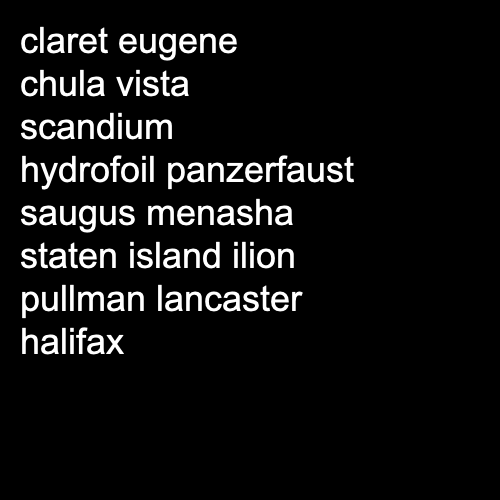 claret eugene
chula vista
scandium
hydrofoil panzerfaust
saugus menasha
staten island ilion
pullman lancaster
halifax